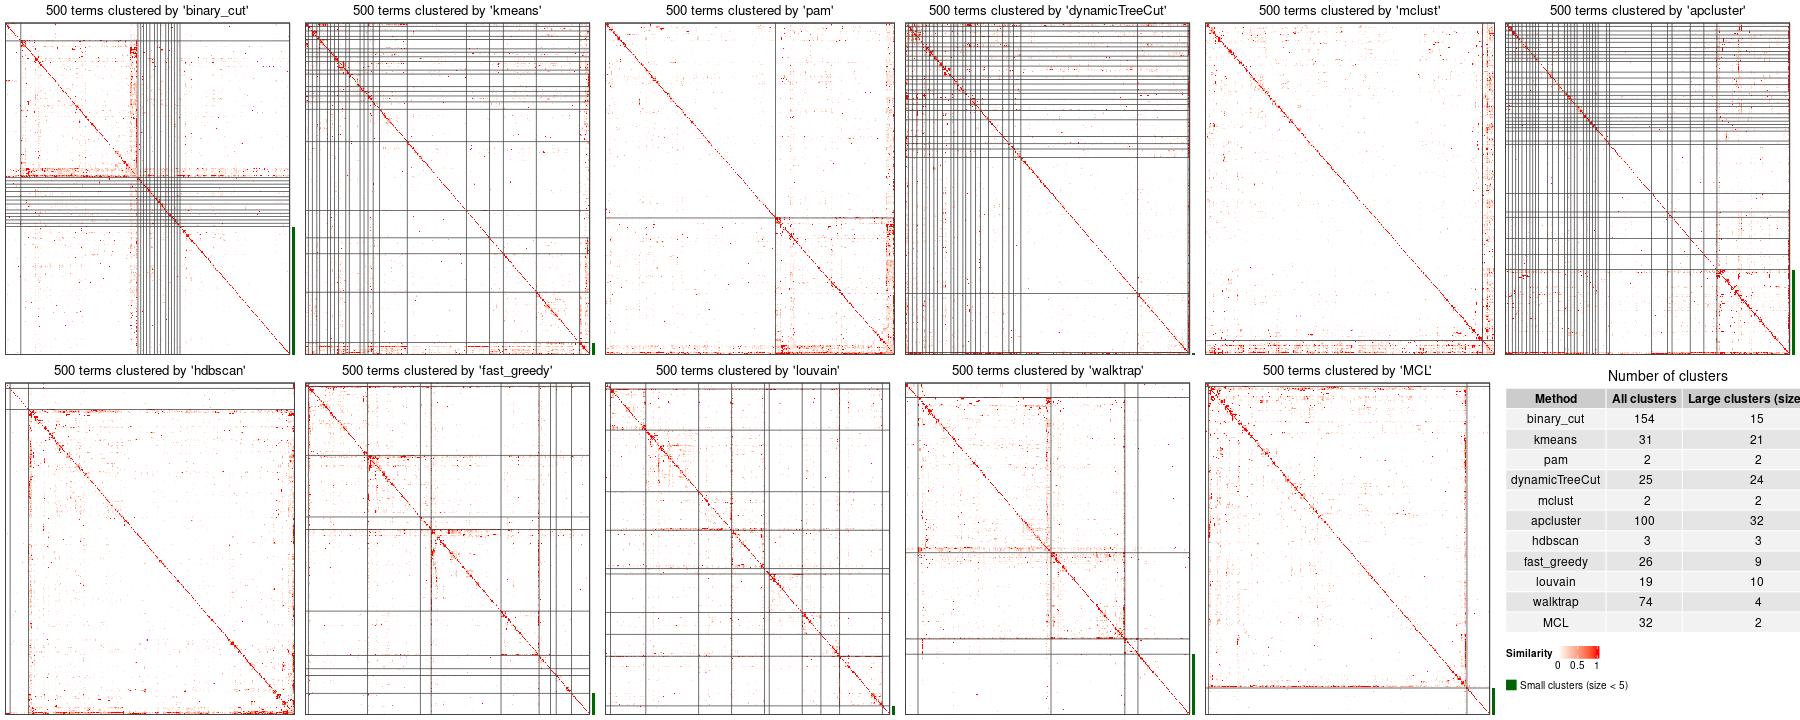 500 terms clustered by 'binary_cut'
500 terms clustered by 'kmeans'
500 terms clustered by 'pam'
500 terms clustered by 'dynamicTreeCut'
500 terms clustered by 'mclust'
500 terms clustered by 'apcluster'
500 terms clustered by 'hdbscan'
500 terms clustered by 'fast_greedy'
500 terms clustered by 'louvain'
500 terms clustered by 'walktrap'
500 terms clustered by 'MCL'
Number of clusters
Method All clusters Large clusters (size
binary_cut 154 15
kmeans 31 21
pam 2 2
dynamicTreeCut 25 24
mclust 2 2
apcluster 100 32
hdbscan 3 3
fast_greedy 26 9
louvain 19 10
walktrap 74 4
MCL 32 2
Similarity
0 0.5 1
Small clusters (size < 5)